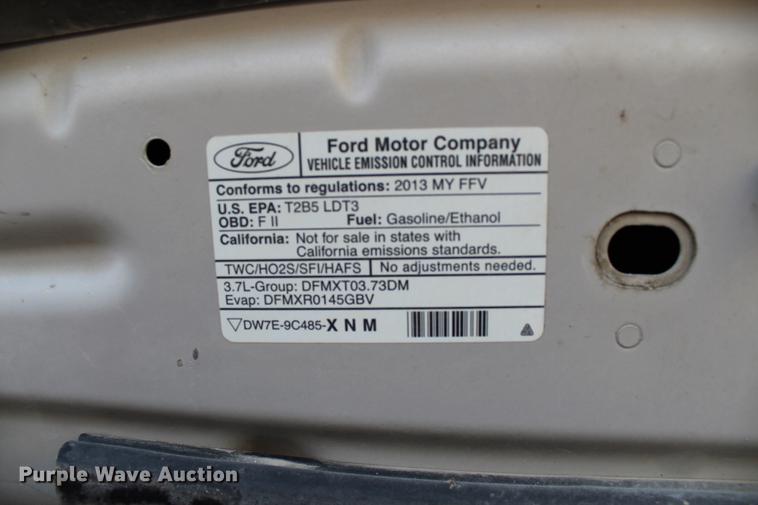 Ford
Ford Motor Company
VEHICLE EMISSION CONTROL INFORMATION
Conforms to regulations: 2013 MY FFV
U.S. EPA: T2B5 LDT3
OBD: F II Fuel: Gasoline/Ethanol
California: Not for sale in states with
California emissions standards.
TWC/HO2S/SFI/HAFS No adjustments needed.
3.7L-Group: DFMXT03.73DM
Evap: DFMXR0145GBV
▽DW7E-9C485-X N M
Purple Wave Auction
purplewave.com